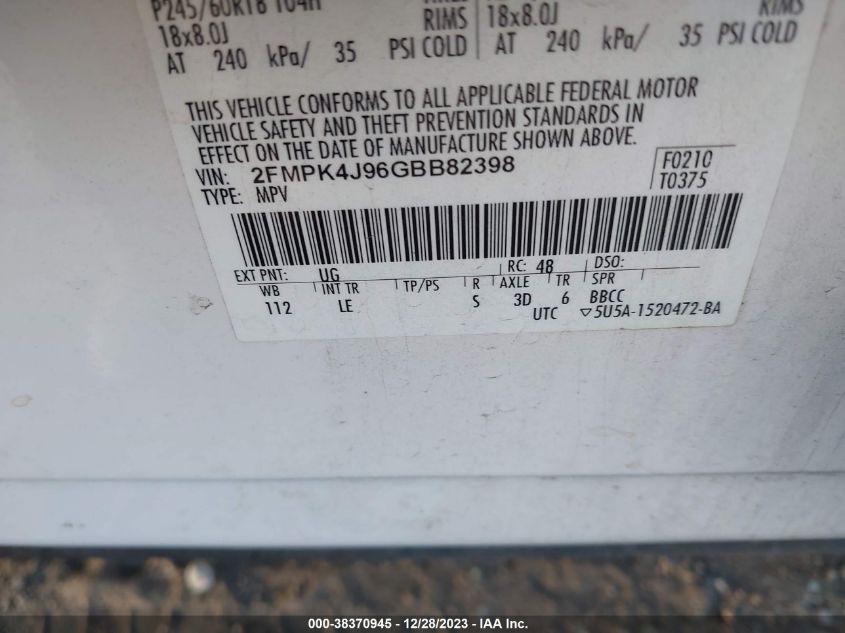 P245/60R18 104H
RIMS 18x8.0J RIMS
18x8.0J
AT 240 kPa/ 35 PSI COLD AT 240 kPa/ 35 PSI COLD
THIS VEHICLE CONFORMS TO ALL APPLICABLE FEDERAL MOTOR
VEHICLE SAFETY AND THEFT PREVENTION STANDARDS IN
EFFECT ON THE DATE OF MANUFACTURE SHOWN ABOVE.
VIN: 2FMPK4J96GBB82398 F0210
TYPE: MPV T0375
EXT PNT: UG RC: 48 DSO:
WB INT TR TP/PS R AXLE TR SPR
112 LE S 3D 6 BBCC
UTC ▽5U5A-1520472-BA
000-38370945 - 12/28/2023 - IAA Inc.